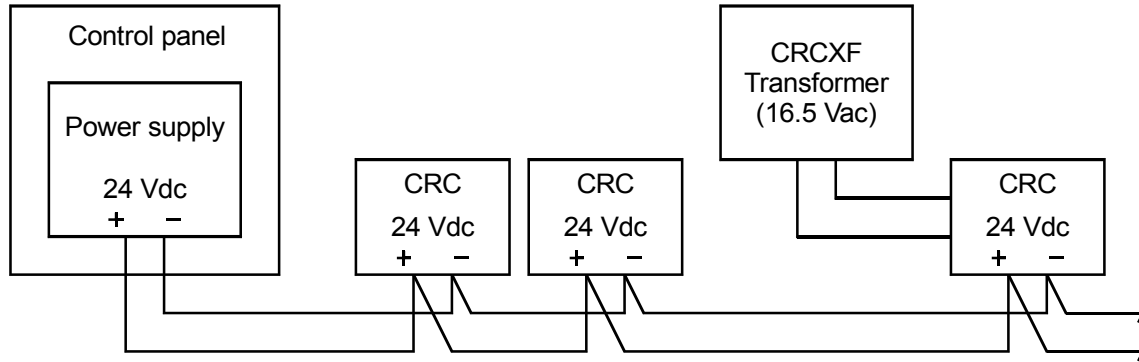 Control panel
Power supply
24 Vdc
+ −
CRC
24 Vdc
+ −
CRC
24 Vdc
+ −
CRCXF
Transformer
(16.5 Vac)
CRC
24 Vdc
+ −